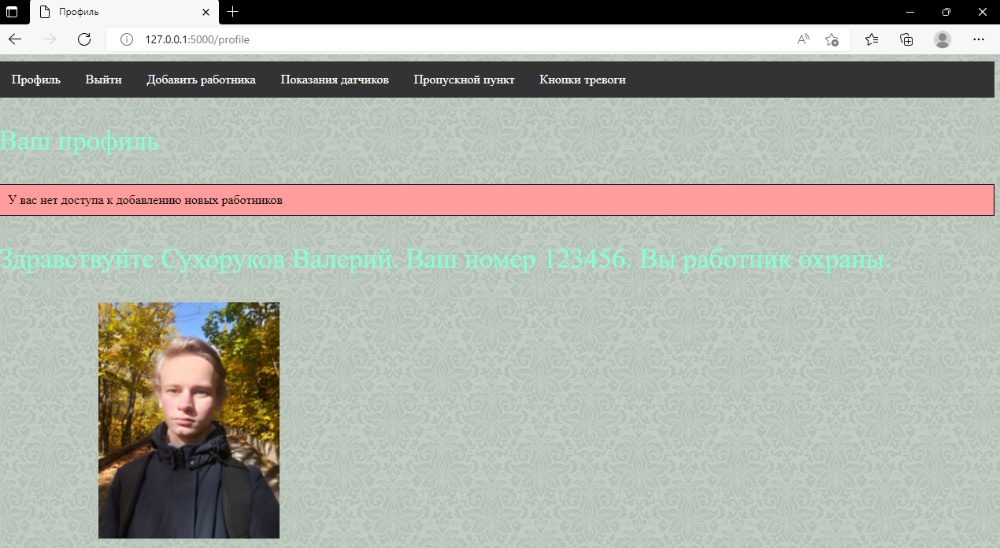 Профиль
127.0.0.1:5000/profile
Профиль Выйти Добавить работника Показания датчиков Пропускной пункт Кнопки тревоги
Ваш профиль
У вас нет доступа к добавлению новых работников
Здравствуйте Сухоруков Валерий. Ваш номер 123456. Вы работник охраны.